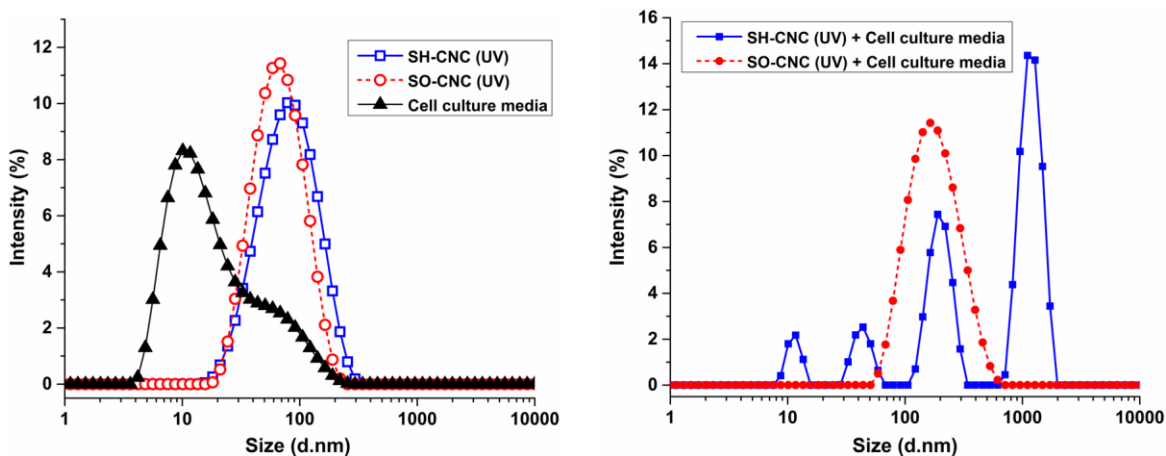 SH-CNC (UV)
SO-CNC (UV)
Cell culture media
Intensity (%)
12
10
8
6
4
2
0
1
10
100
1000
10000
Size (d.nm)
SH-CNC (UV) + Cell culture media
SO-CNC (UV) + Cell culture media
Intensity (%)
16
14
12
10
8
6
4
2
0
1
10
100
1000
10000
Size (d.nm)